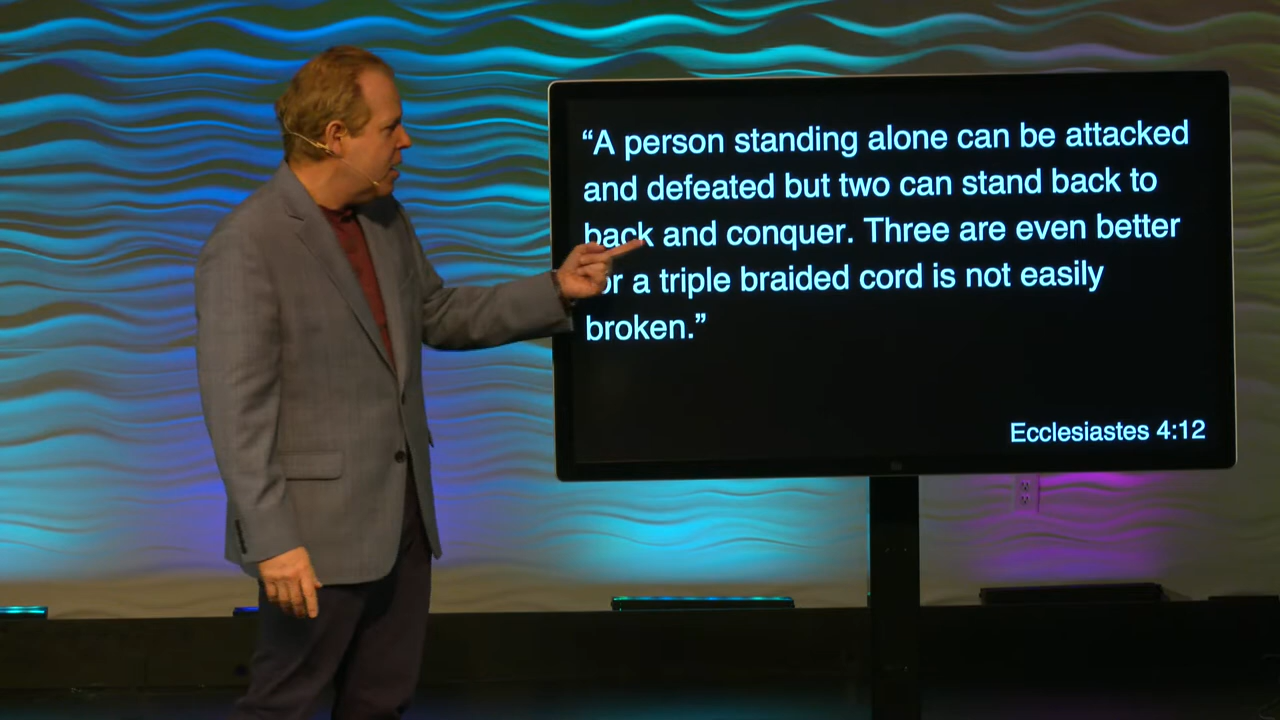 “A person standing alone can be attacked
and defeated but two can stand back to
back and conquer. Three are even better
or a triple braided cord is not easily
broken.”
Ecclesiastes 4:12